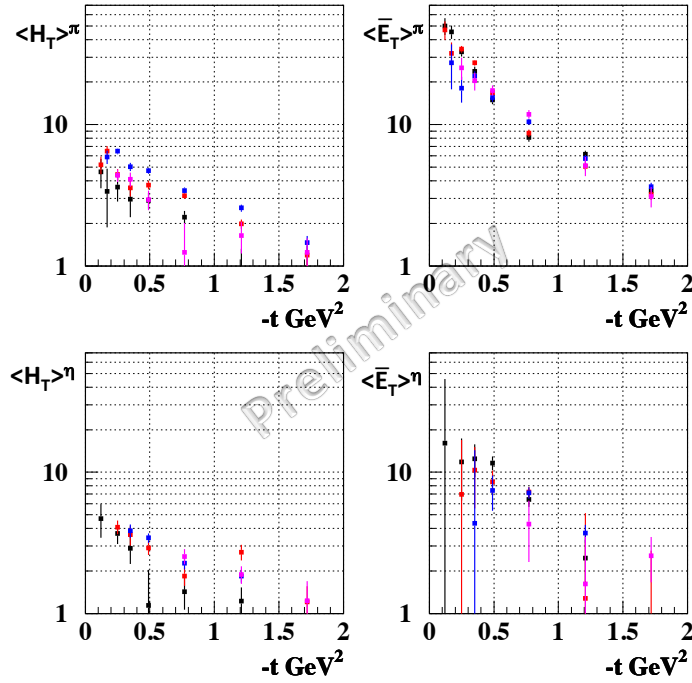 <H_T>^π
10
1
0 0.5 1 1.5 2
-t GeV²
<Ē_T>^π
10
1
0 0.5 1 1.5 2
-t GeV²
Preliminary
<H_T>^η
10
1
0 0.5 1 1.5 2
-t GeV²
<Ē_T>^η
10
1
0 0.5 1 1.5 2
-t GeV²